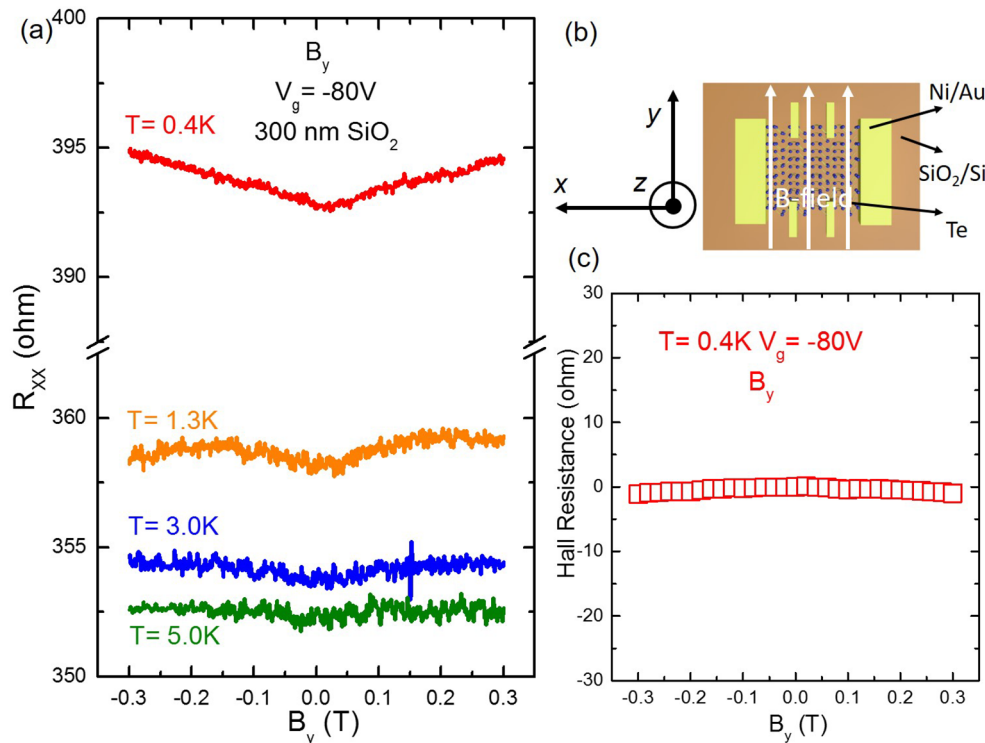 (a)
400
395
390
360
355
350
R_XX (ohm)
B_y
V_g= -80V
300 nm SiO_2
T= 0.4K
T= 1.3K
T= 3.0K
T= 5.0K
-0.3 -0.2 -0.1 0.0 0.1 0.2 0.3
B_y (T)
(b)
y
x
z
B-field
Ni/Au
SiO_2/Si
Te
(c)
30
20
10
0
-10
-20
-30
Hall Resistance (ohm)
T= 0.4K V_g= -80V
B_y
-0.3 -0.2 -0.1 0.0 0.1 0.2 0.3
B_y (T)